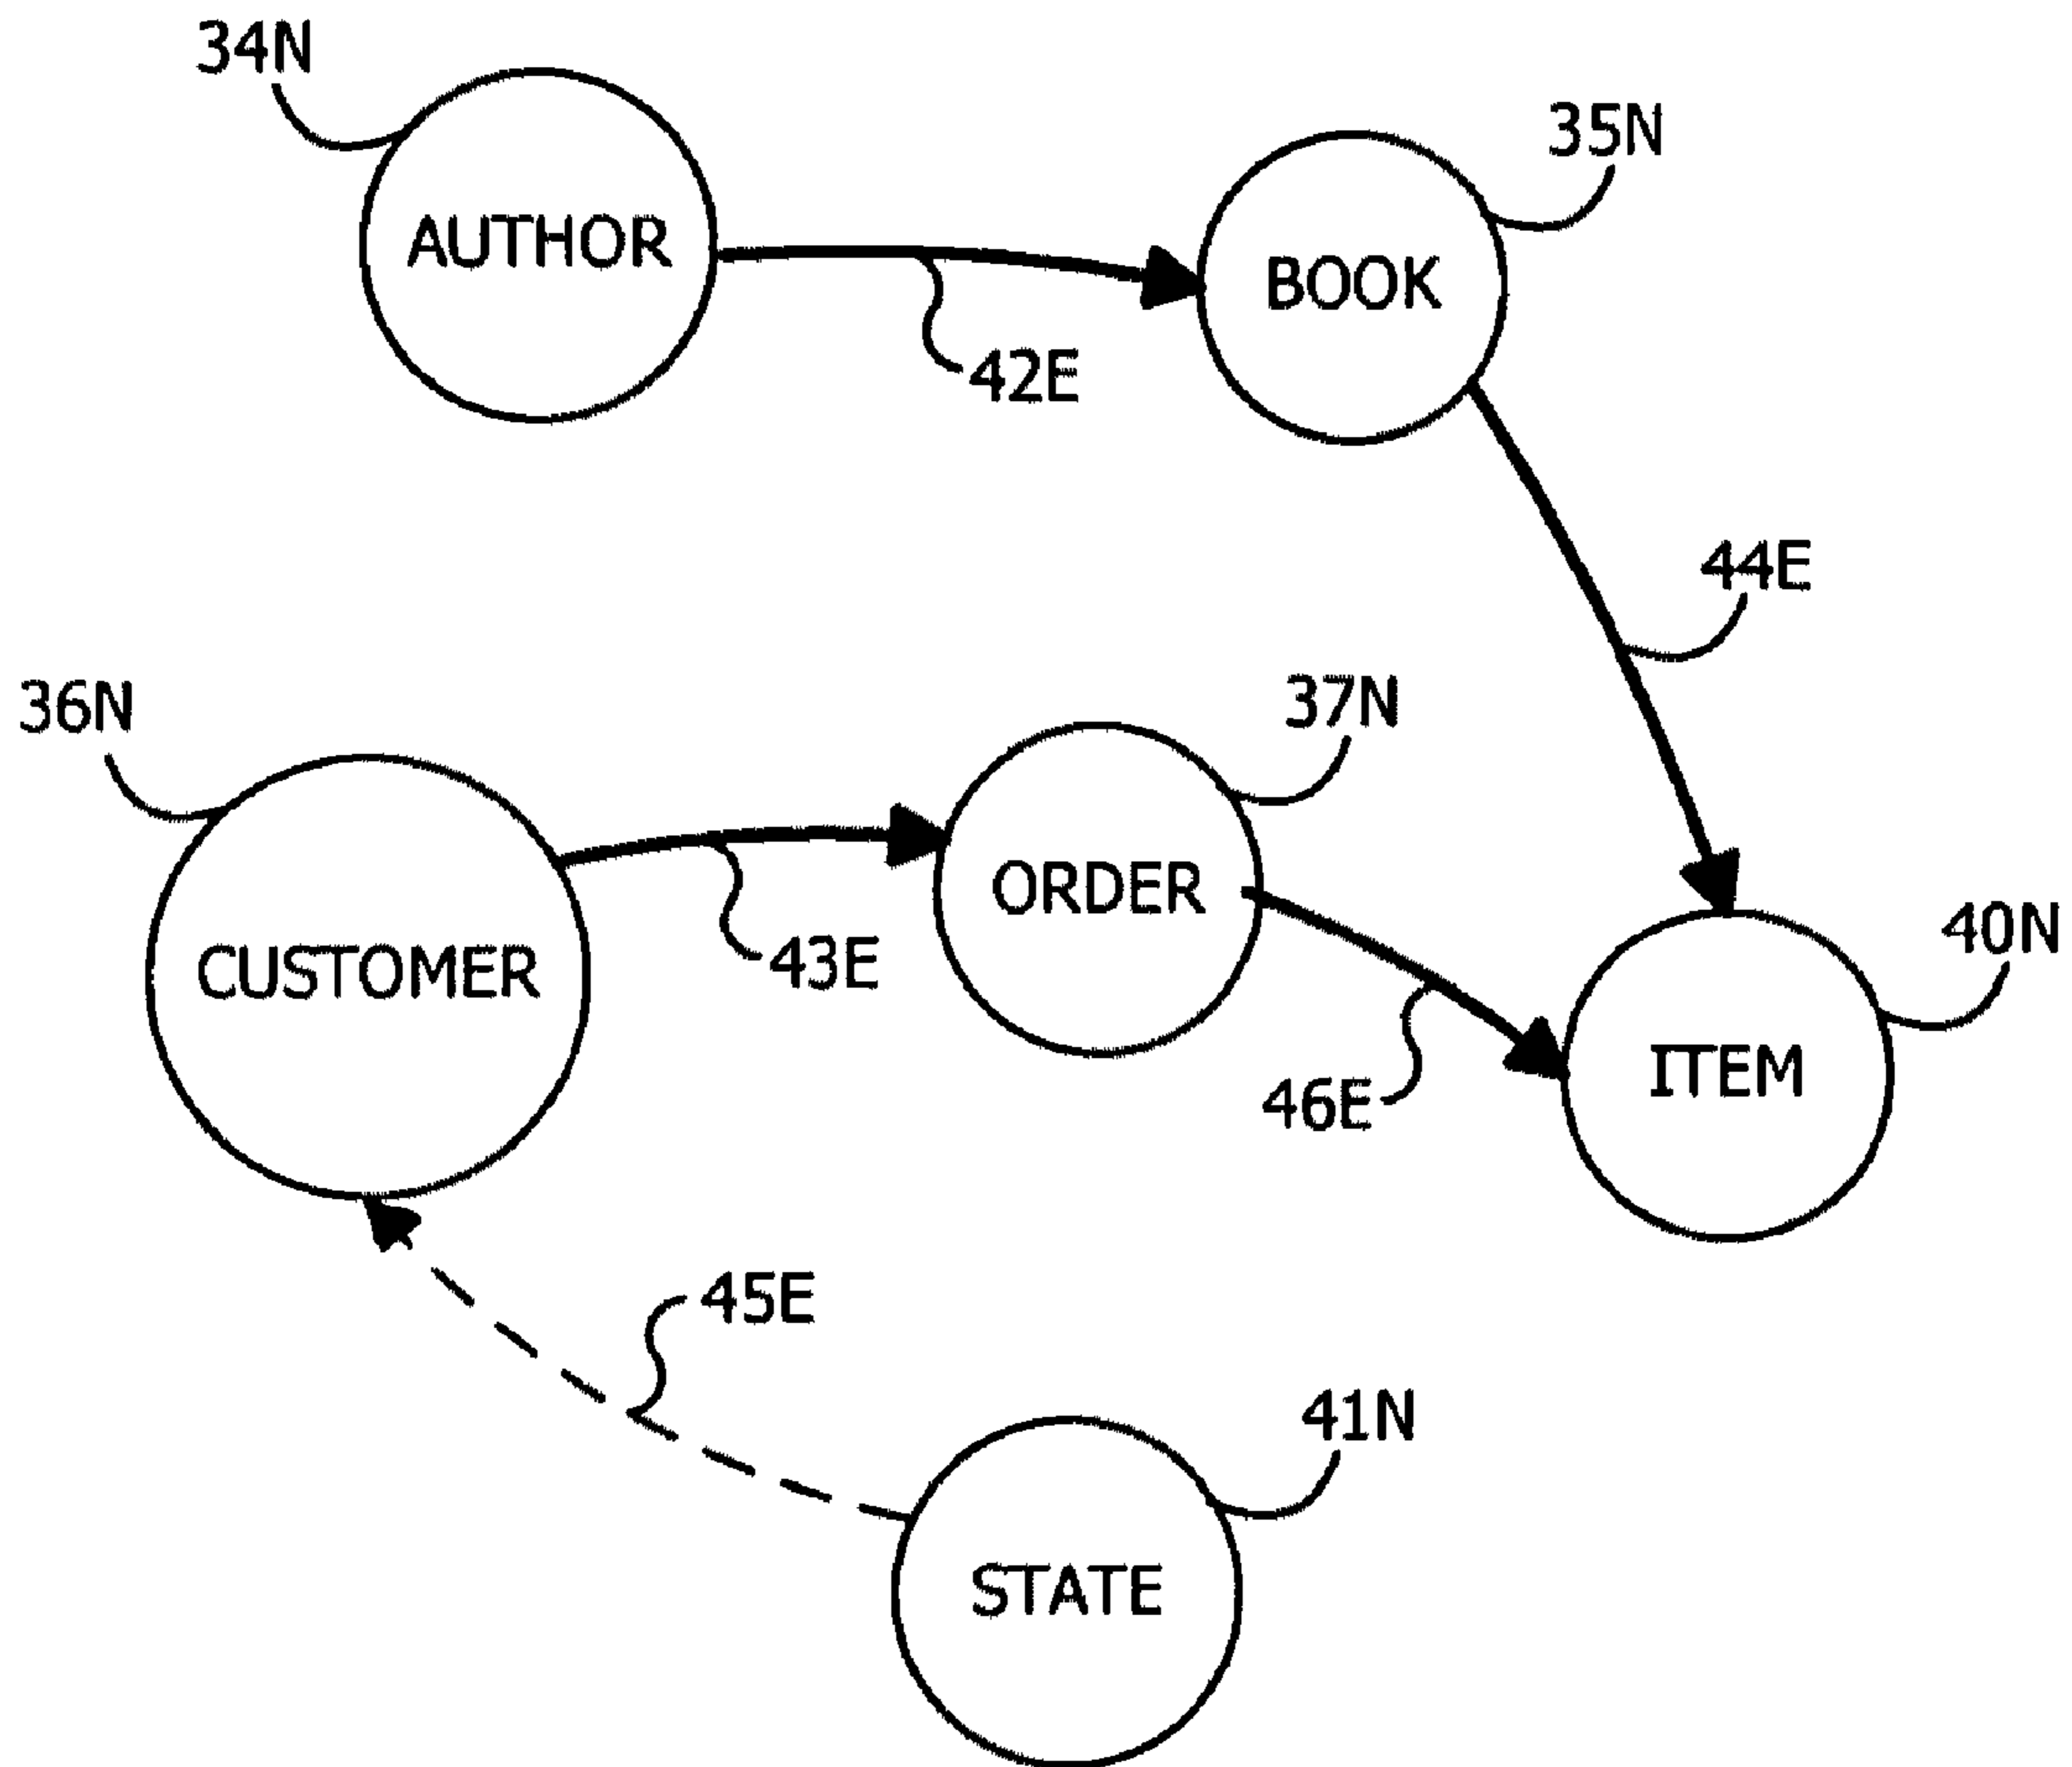 34N
35N
AUTHOR
BOOK
42E
44E
36N
37N
ORDER
40N
CUSTOMER
43E
ITEM
46E
45E
41N
STATE